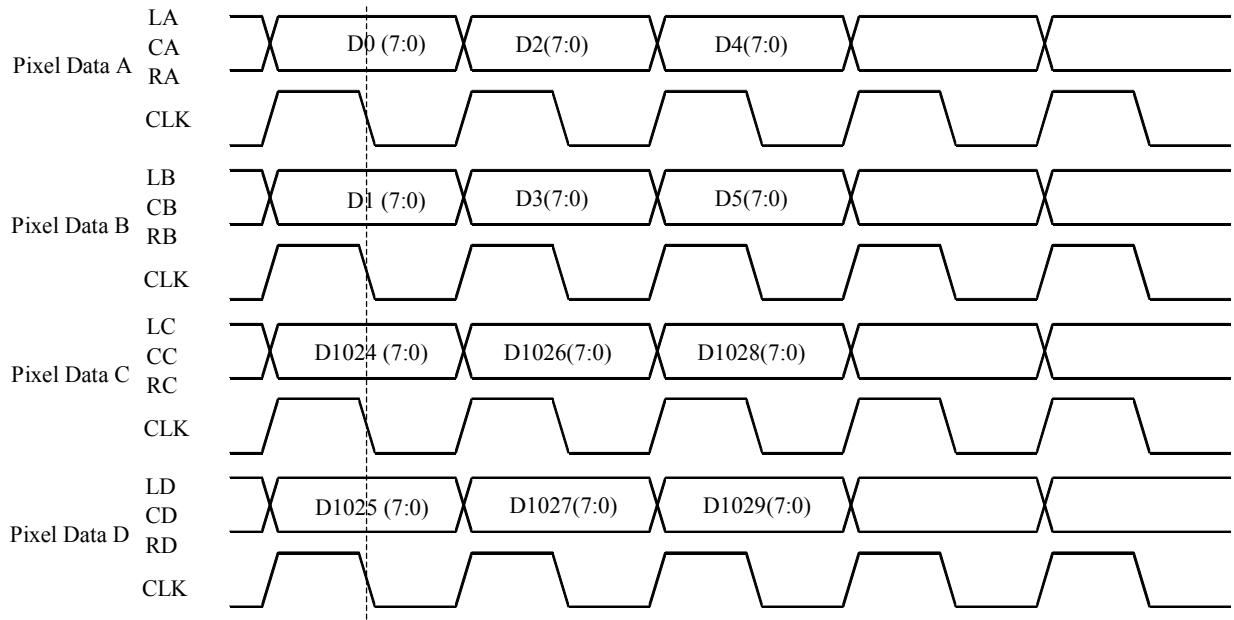 LA
CA
Pixel Data A
RA
D0 (7:0)
D2(7:0)
D4(7:0)
CLK
LB
CB
Pixel Data B
RB
D1 (7:0)
D3(7:0)
D5(7:0)
CLK
LC
CC
Pixel Data C
RC
D1024 (7:0)
D1026(7:0)
D1028(7:0)
CLK
LD
CD
Pixel Data D
RD
D1025 (7:0)
D1027(7:0)
D1029(7:0)
CLK